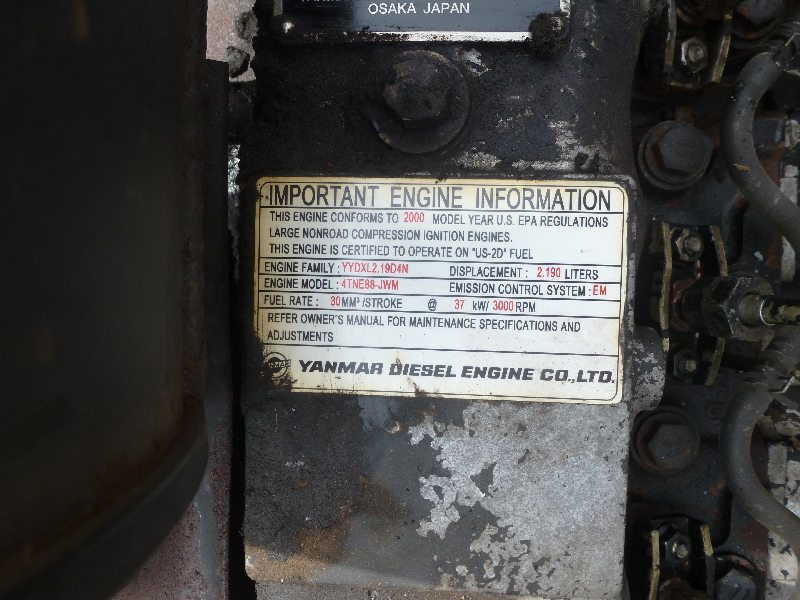 OSAKA JAPAN
IMPORTANT ENGINE INFORMATION
THIS ENGINE CONFORMS TO 2000 MODEL YEAR U.S. EPA REGULATIONS
LARGE NONROAD COMPRESSION IGNITION ENGINES.
THIS ENGINE IS CERTIFIED TO OPERATE ON "US-2D" FUEL
ENGINE FAMILY : YYDXL2.19D4N DISPLACEMENT : 2.190 LITERS
ENGINE MODEL : 4TNE88-JWM EMISSION CONTROL SYSTEM : EM
FUEL RATE : 30 MM³ /STROKE @ 37 kW/ 3000 RPM
REFER OWNER'S MANUAL FOR MAINTENANCE SPECIFICATIONS AND
ADJUSTMENTS
YANMAR DIESEL ENGINE CO.,LTD.